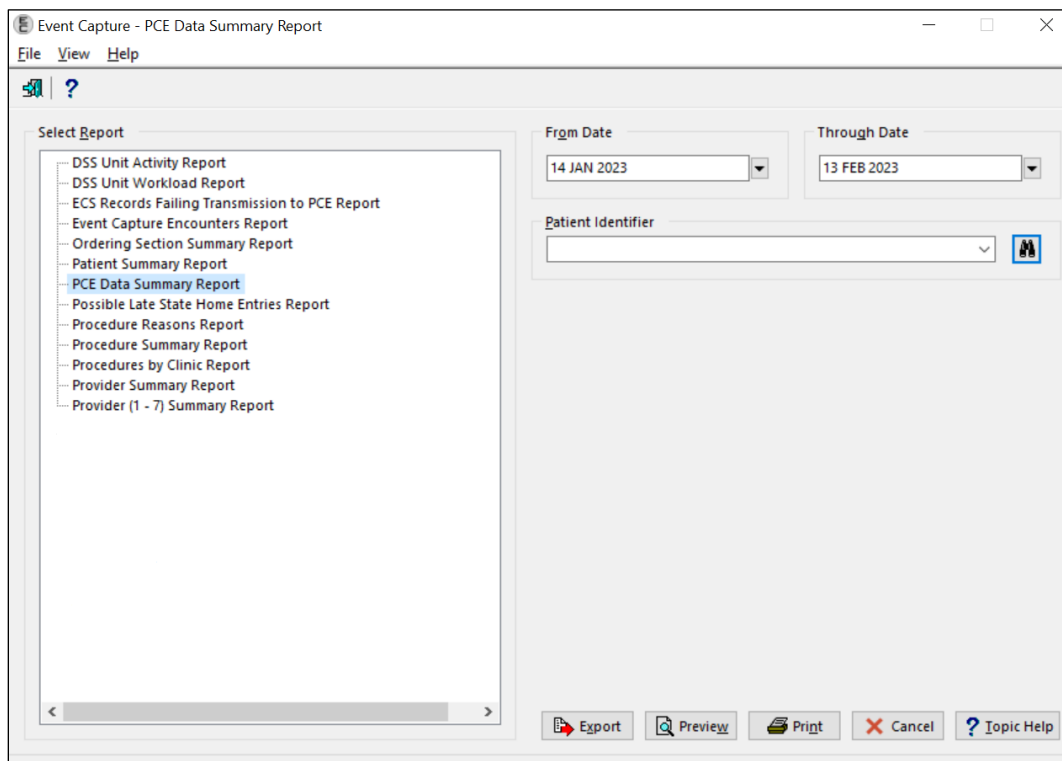 Event Capture - PCE Data Summary Report
File View Help
Select Report
DSS Unit Activity Report
DSS Unit Workload Report
ECS Records Failing Transmission to PCE Report
Event Capture Encounters Report
Ordering Section Summary Report
Patient Summary Report
PCE Data Summary Report
Possible Late State Home Entries Report
Procedure Reasons Report
Procedure Summary Report
Procedures by Clinic Report
Provider Summary Report
Provider (1 - 7) Summary Report
From Date
14 JAN 2023
Through Date
13 FEB 2023
Patient Identifier
Export Preview Print Cancel ? Topic Help